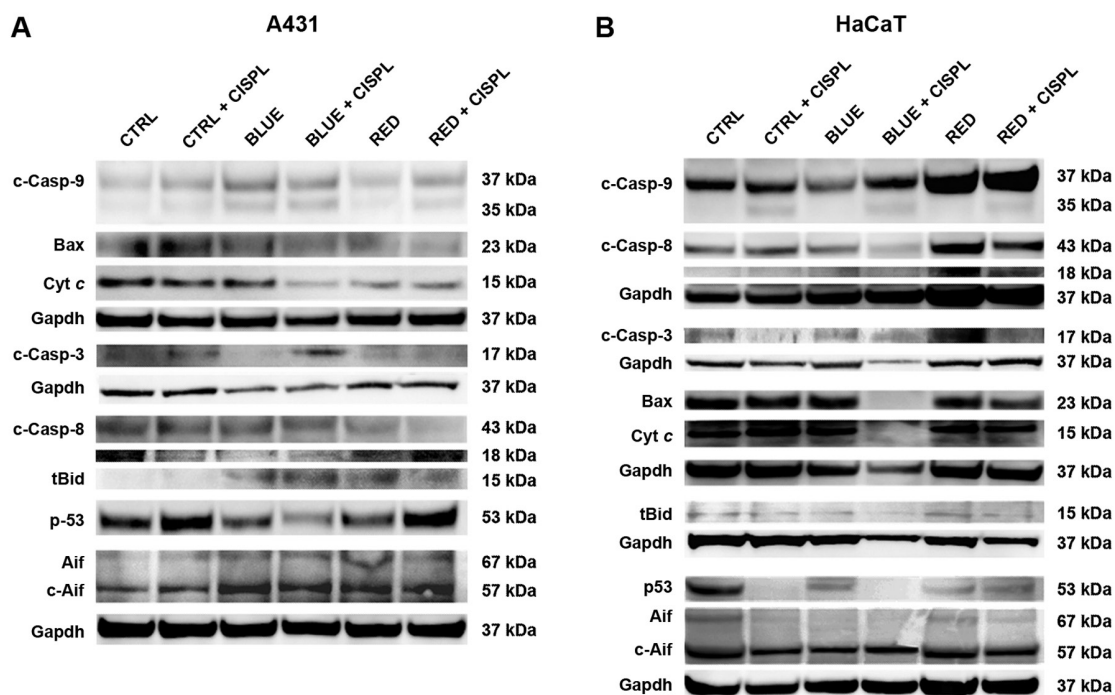 A
A431
CTRL
CTRL + CISPL
BLUE
BLUE + CISPL
RED
RED + CISPL
c-Casp-9
37 kDa
35 kDa
Bax
23 kDa
Cyt c
15 kDa
Gapdh
37 kDa
c-Casp-3
17 kDa
Gapdh
37 kDa
c-Casp-8
43 kDa
18 kDa
tBid
15 kDa
p-53
53 kDa
Aif
67 kDa
c-Aif
57 kDa
Gapdh
37 kDa
B
HaCaT
CTRL
CTRL + CISPL
BLUE
BLUE + CISPL
RED
RED + CISPL
c-Casp-9
37 kDa
35 kDa
c-Casp-8
43 kDa
18 kDa
Gapdh
37 kDa
c-Casp-3
17 kDa
Gapdh
37 kDa
Bax
23 kDa
Cyt c
15 kDa
Gapdh
37 kDa
tBid
15 kDa
Gapdh
37 kDa
p53
53 kDa
Aif
67 kDa
c-Aif
57 kDa
Gapdh
37 kDa